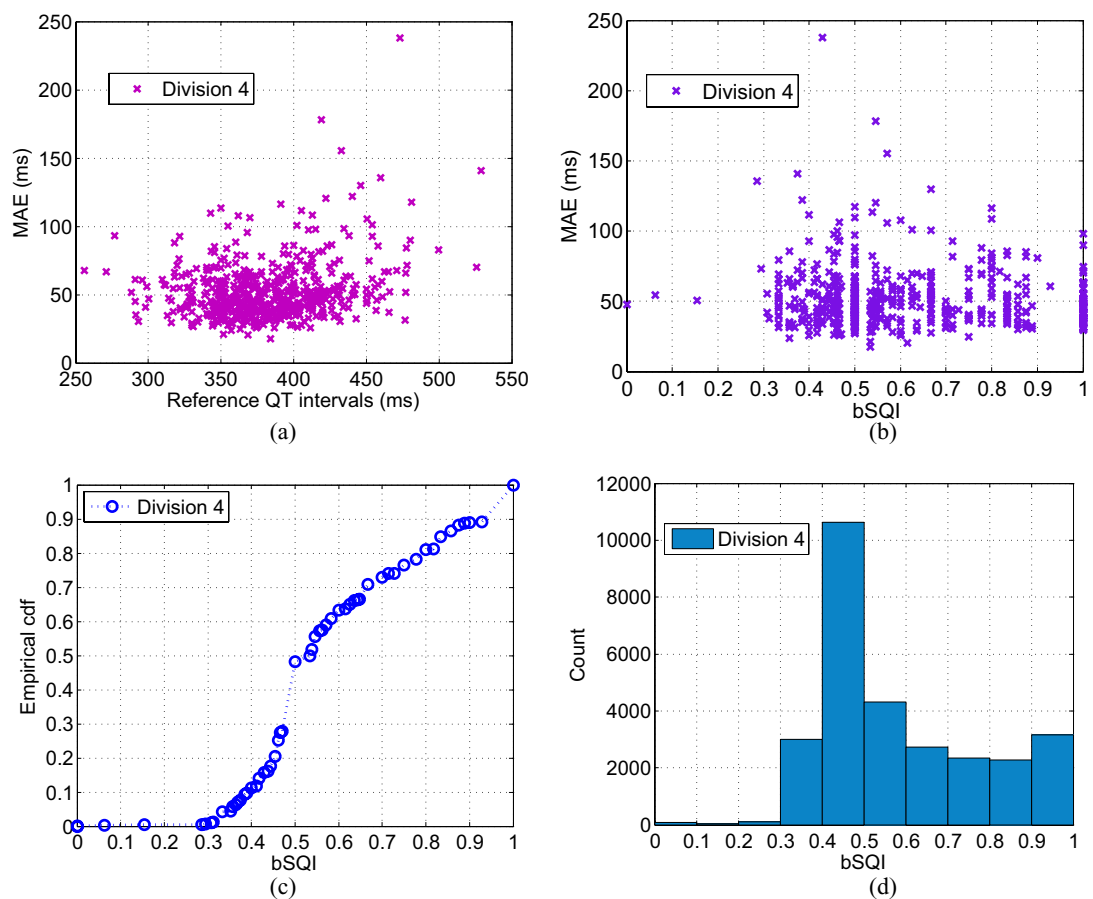 250
200
150
100
50
0
MAE (ms)
Division 4
250 300 350 400 450 500 550
Reference QT intervals (ms)
(a)
250
200
150
100
50
0
MAE (ms)
Division 4
0 0.1 0.2 0.3 0.4 0.5 0.6 0.7 0.8 0.9 1
bSQI
(b)
1
0.9
0.8
0.7
0.6
0.5
0.4
0.3
0.2
0.1
0
Empirical cdf
Division 4
0 0.1 0.2 0.3 0.4 0.5 0.6 0.7 0.8 0.9 1
bSQI
(c)
12000
10000
8000
6000
4000
2000
0
Count
Division 4
0 0.1 0.2 0.3 0.4 0.5 0.6 0.7 0.8 0.9 1
bSQI
(d)